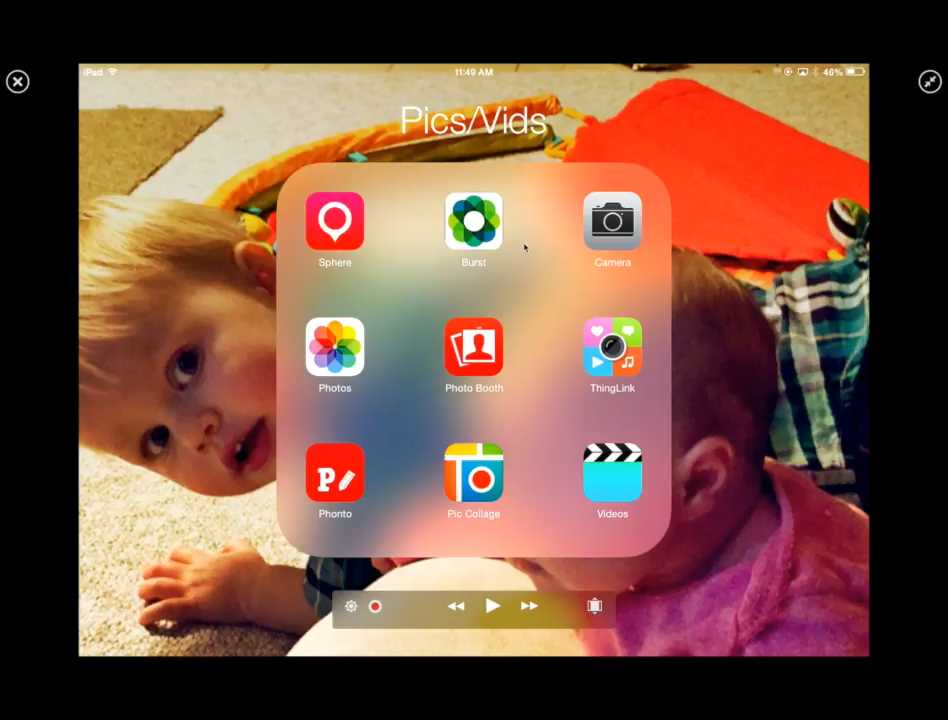 iPad 11:49 AM 46%
Pics/Vids
Sphere Burst Camera
Photos Photo Booth ThingLink
P
Phonto Pic Collage Videos